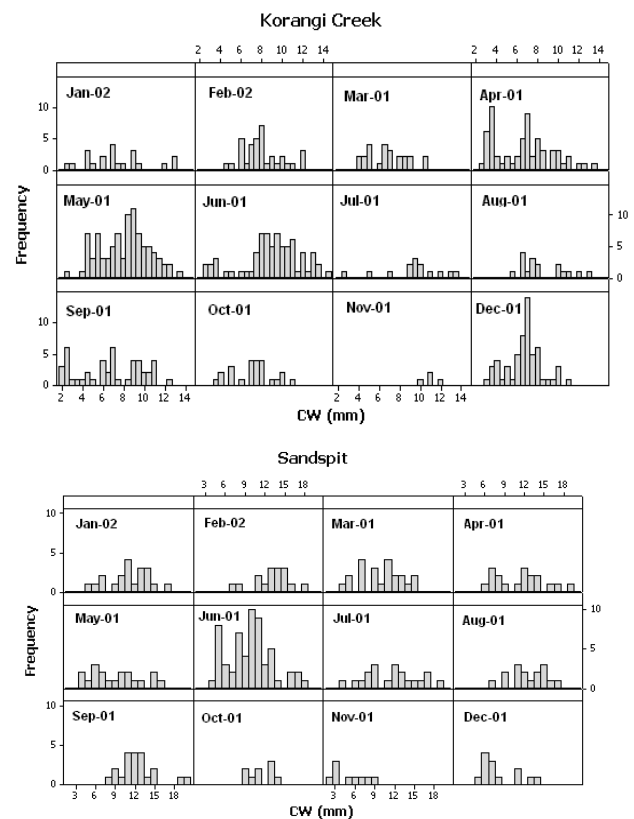 Korangi Creek
2 4 6 8 10 12 14 2 4 6 8 10 12 14
Jan-02 Feb-02 Mar-01 Apr-01
10
5
0
May-01 Jun-01 Jul-01 Aug-01
10
5
0
Sep-01 Oct-01 Nov-01 Dec-01
10
5
0
Frequency
2 4 6 8 10 12 14 2 4 6 8 10 12 14
CW (mm)
Sandspit
3 6 9 12 15 18 3 6 9 12 15 18
10
Jan-02 Feb-02 Mar-01 Apr-01
5
0
May-01 Jun-01 Jul-01 Aug-01
10
5
0
Sep-01 Oct-01 Nov-01 Dec-01
10
5
0
Frequency
3 6 9 12 15 18 3 6 9 12 15 18
CW (mm)